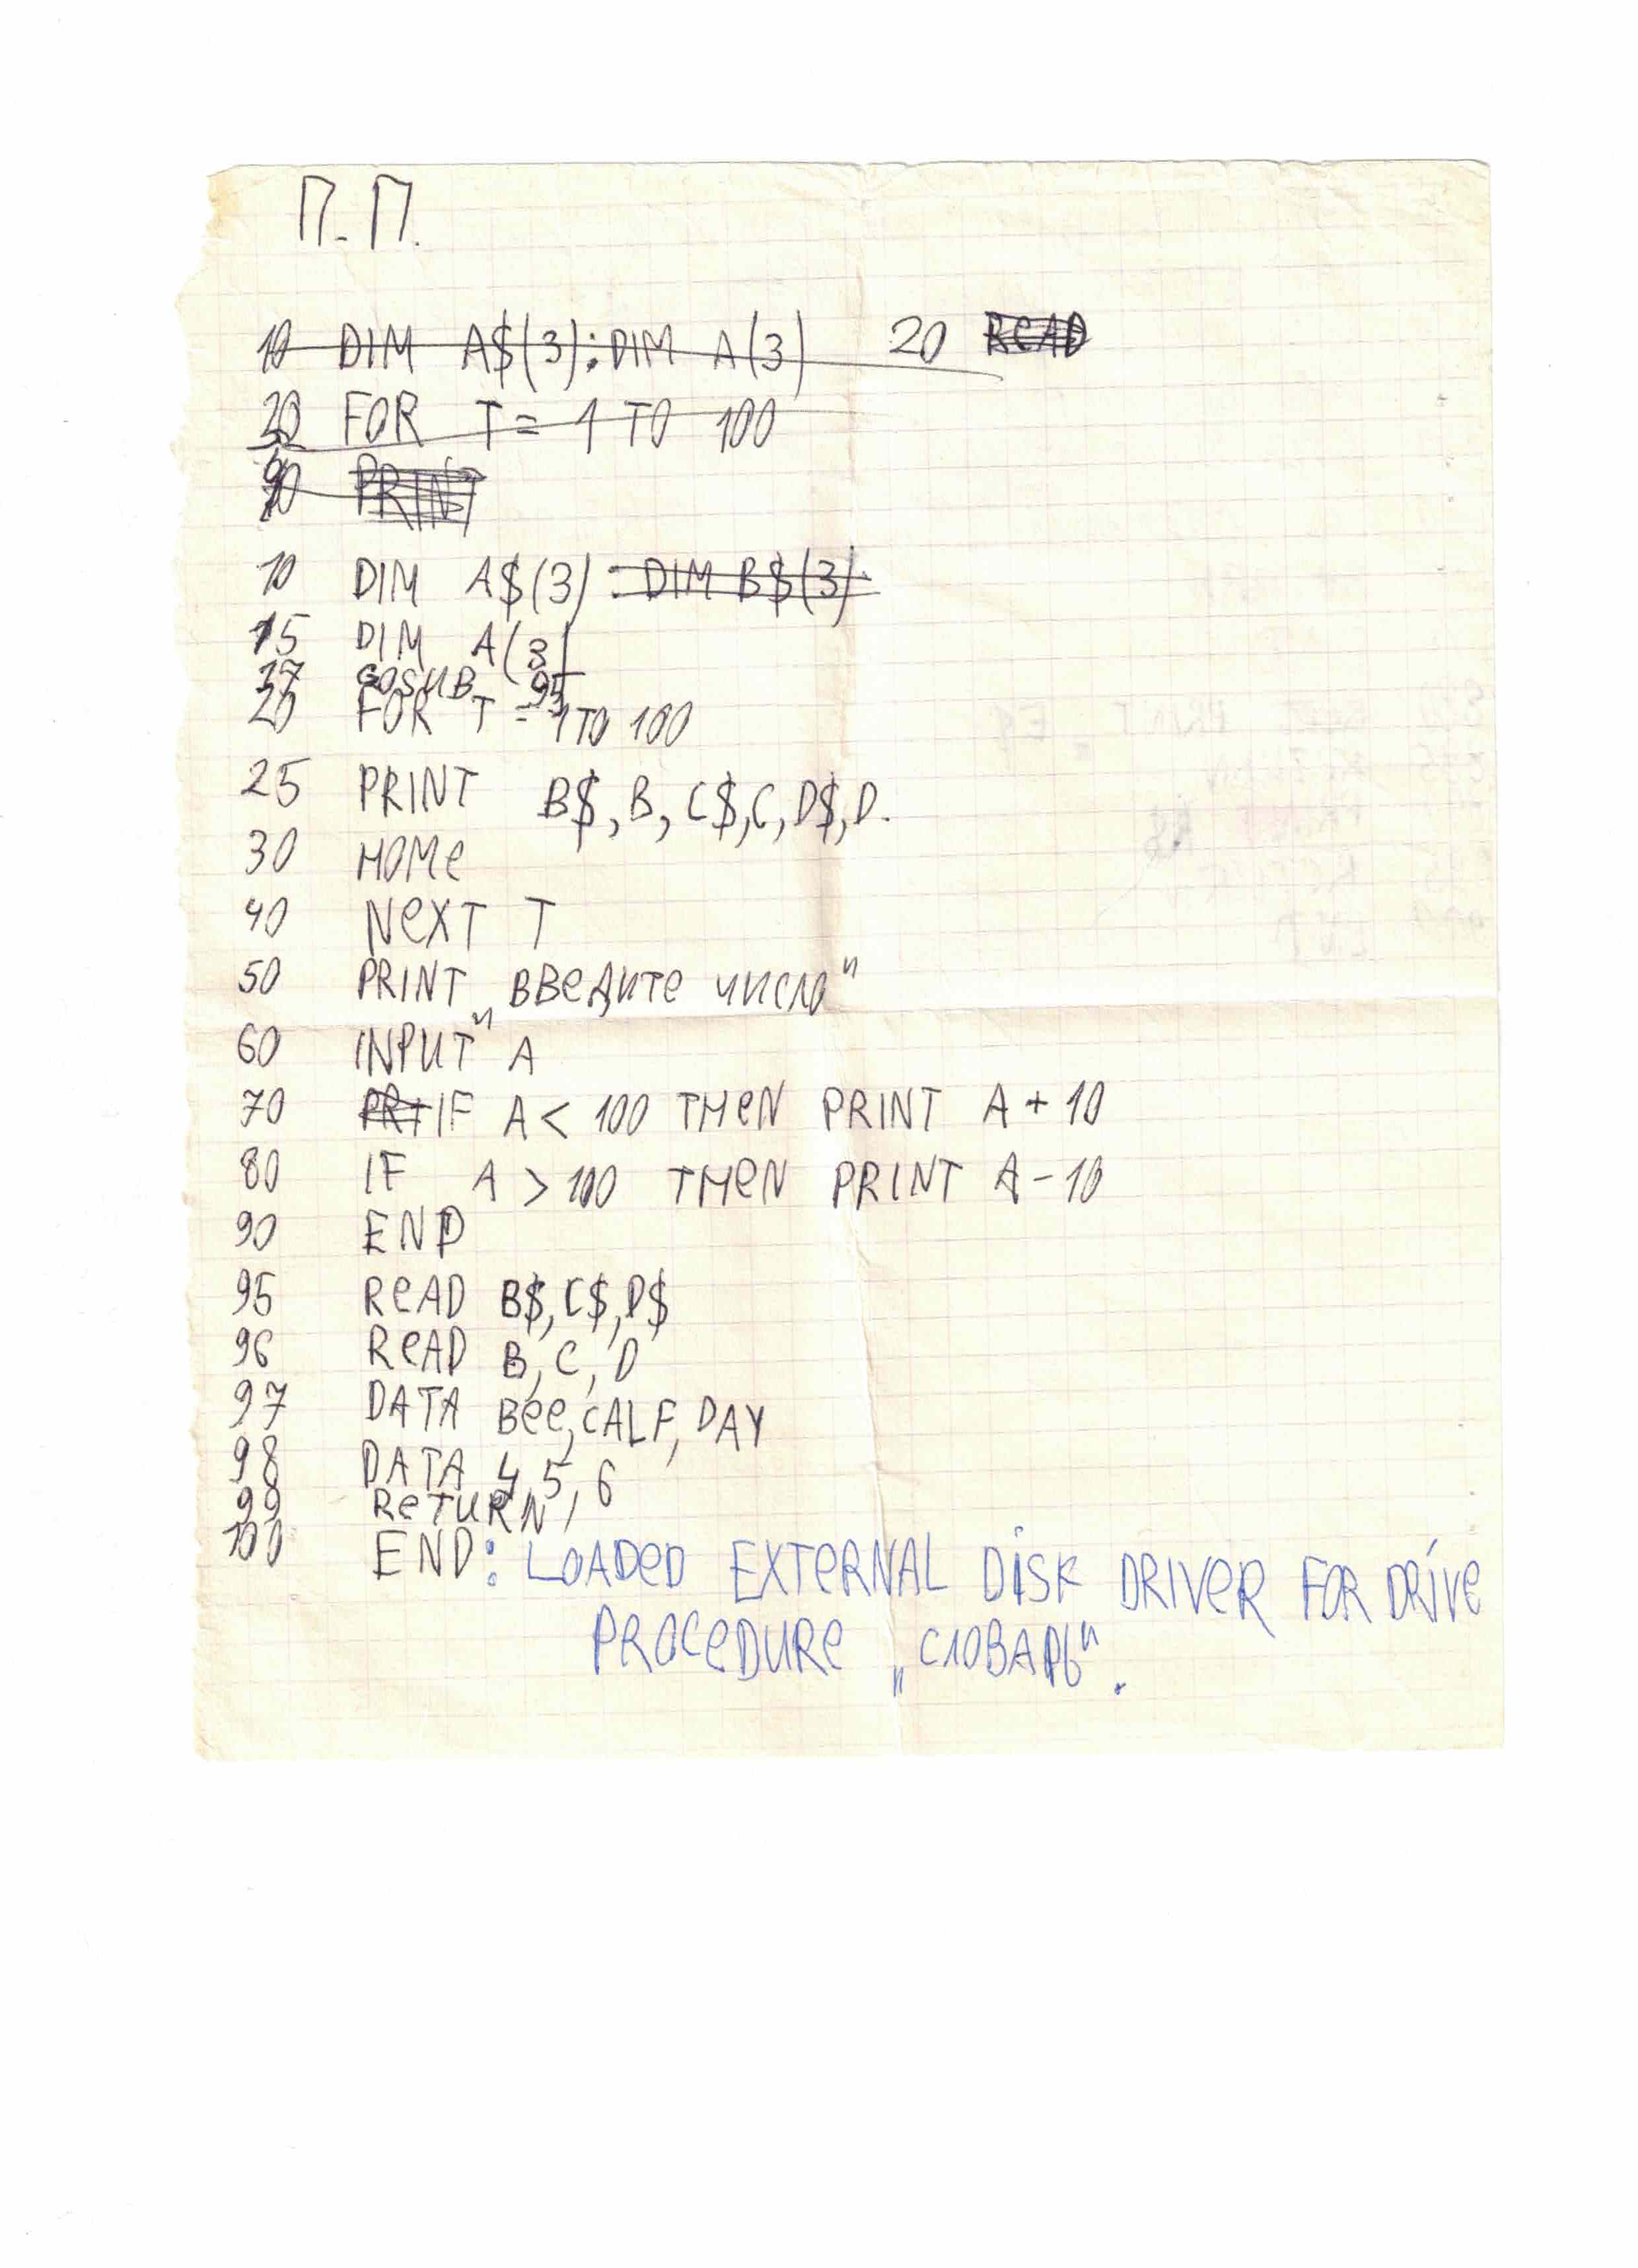 П.П.
10 DIM A$(3):DIM A(3) 20 READ
20 FOR T = 1 TO 100
PRINT
10 DIM A$(3) : DIM B$(3)
15 DIM A(3)
17 GOSUB 95
20 FOR T = 1 TO 100
25 PRINT B$, B, C$, C, D$, D.
30 HOMe
40 NeXT T
50 PRINT „ВВеДиТе чиСЛО"
60 INPUT" A
70 PRI IF A < 100 THeN PRINT A + 10
80 IF A > 100 THeN PRINT A - 10
90 END
95 ReAD B$, C$, D$
96 ReAD B, C, D
97 DATA Bee, CALF, DAY
98 DATA 4, 5, 6
99 ReTURN
100 END: LOADeD EXTeRNAL DiSK DRIVeR FOR DRíVe
PROCeDURe „СЛОВАРЬ".